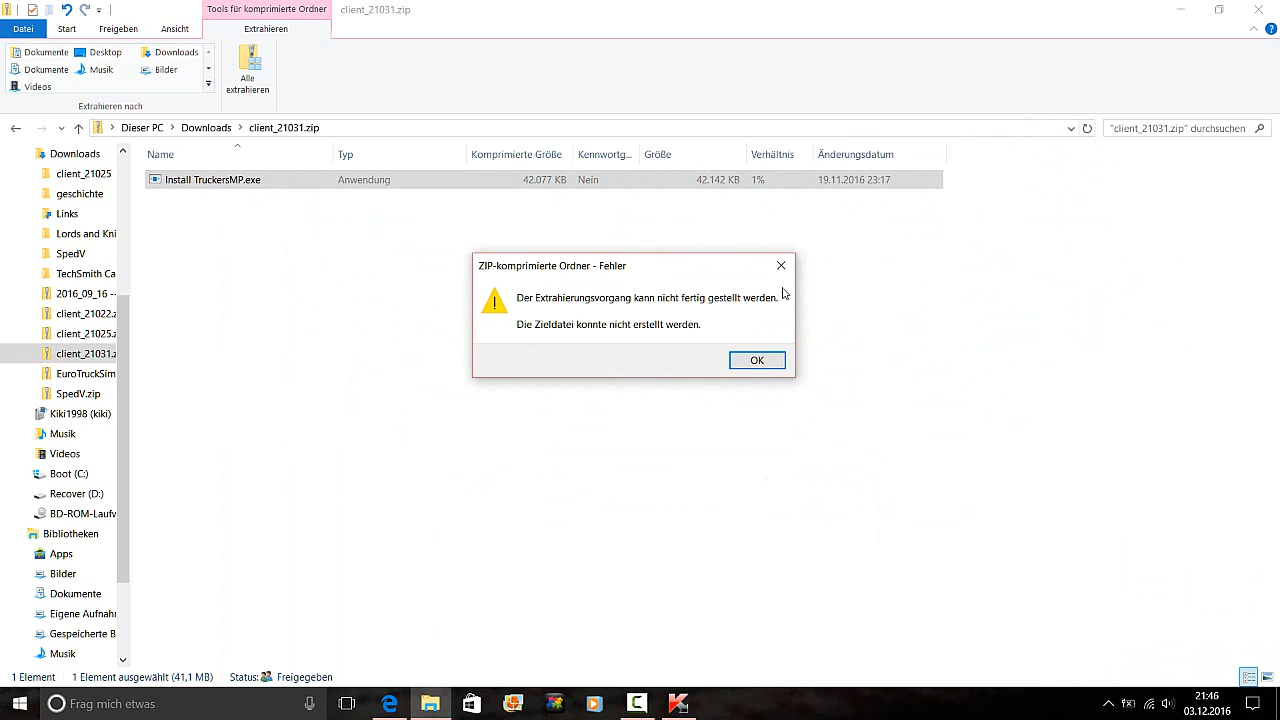 Tools für komprimierte Ordner
client_21031.zip
Datei
Start
Freigeben
Ansicht
Extrahieren
Dokumente
Desktop
Downloads
Dokumente
Musik
Bilder
Videos
Alle
extrahieren
Extrahieren nach
Dieser PC
Downloads
client_21031.zip
"client_21031.zip" durchsuchen
Name
Typ
Komprimierte Größe
Kennwortg...
Größe
Verhältnis
Änderungsdatum
Install TruckersMP.exe
Anwendung
42.077 KB
Nein
42.142 KB
1%
19.11.2016 23:17
Downloads
client_21025
geschichte
Links
Lords and Kni
SpedV
TechSmith Ca
2016_09_16 --
client_21022.
client_21025.z
client_21031.z
EuroTruckSim
SpedV.zip
Kiki1998 (kiki)
Musik
Videos
Boot (C:)
Recover (D:)
BD-ROM-Laufw
Bibliotheken
Apps
Bilder
Dokumente
Eigene Aufnahr
Gespeicherte B
Musik
ZIP-komprimierte Ordner - Fehler
Der Extrahierungsvorgang kann nicht fertig gestellt werden.
Die Zieldatei konnte nicht erstellt werden.
OK
1 Element
1 Element ausgewählt (41,1 MB)
Status:
Freigegeben
Frag mich etwas
21:46
03.12.2016